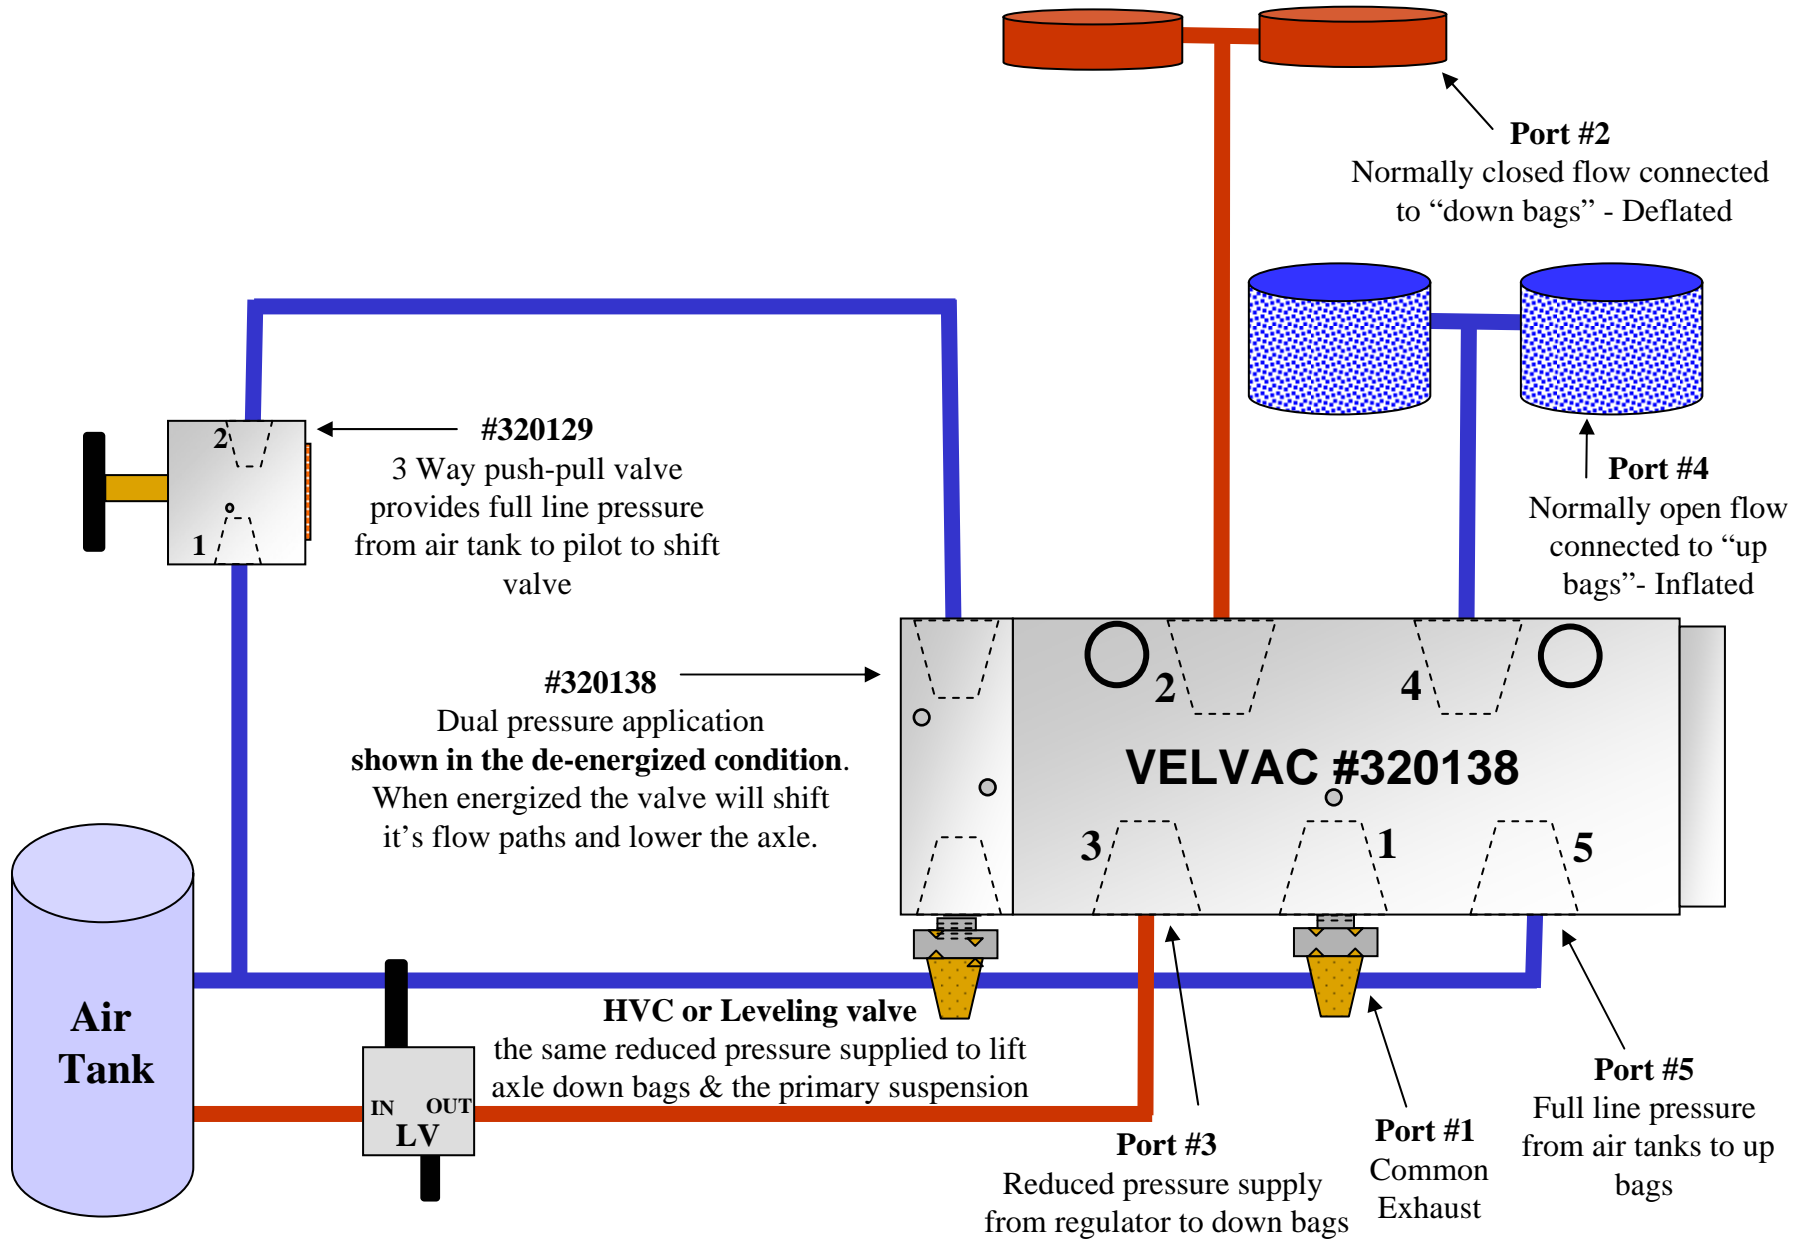 Port #2
Normally closed flow connected
to “down bags” - Deflated
#320129
3 Way push-pull valve
provides full line pressure
from air tank to pilot to shift
valve
2
1
Port #4
Normally open flow
connected to “up
bags”- Inflated
#320138
Dual pressure application
shown in the de-energized condition.
When energized the valve will shift
it’s flow paths and lower the axle.
2
4
VELVAC #320138
3
1
5
Air
Tank
HVC or Leveling valve
the same reduced pressure supplied to lift
axle down bags & the primary suspension
IN
OUT
LV
Port #3
Reduced pressure supply
from regulator to down bags
Port #1
Common
Exhaust
Port #5
Full line pressure
from air tanks to up
bags